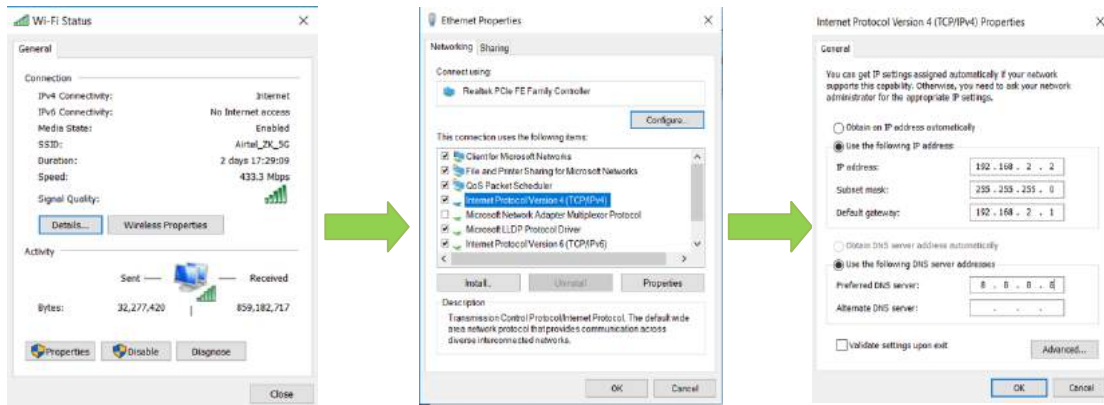 Wi-Fi Status
General
Connection
IPv4 Connectivity: Internet
IPv6 Connectivity: No Internet access
Media State: Enabled
SSID: Airtel_ZK_5G
Duration: 2 days 17:29:09
Speed: 433.3 Mbps
Signal Quality:
Details... Wireless Properties
Activity
Sent — — Received
Bytes: 32,277,420 | 859,182,717
Properties Disable Diagnose
Close
Ethernet Properties
Networking Sharing
Connect using:
Realtek PCIe FE Family Controller
Configure...
This connection uses the following items:
Client for Microsoft Networks
File and Printer Sharing for Microsoft Networks
QoS Packet Scheduler
Internet Protocol Version 4 (TCP/IPv4)
Microsoft Network Adapter Multiplexor Protocol
Microsoft LLDP Protocol Driver
Internet Protocol Version 6 (TCP/IPv6)
Install... Uninstall Properties
Description
Transmission Control Protocol/Internet Protocol. The default wide
area network protocol that provides communication across
diverse interconnected networks.
OK Cancel
Internet Protocol Version 4 (TCP/IPv4) Properties
General
You can get IP settings assigned automatically if your network
supports this capability. Otherwise, you need to ask your network
administrator for the appropriate IP settings.
Obtain an IP address automatically
Use the following IP address:
IP address: 192 . 168 . 2 . 2
Subnet mask: 255 . 255 . 255 . 0
Default gateway: 192 . 168 . 2 . 1
Obtain DNS server address automatically
Use the following DNS server addresses
Preferred DNS server: 8 . 8 . 8 . 8
Alternate DNS server: . . .
Validate settings upon exit
Advanced...
OK Cancel